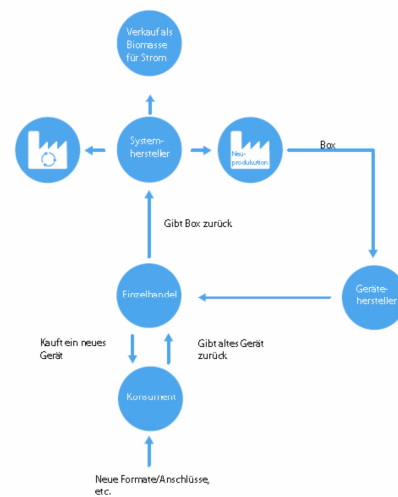 Verkauf als
Biomasse
für Strom
System-
hersteller
Neu-
produkution
Box
Gibt Box zurück
Einzelhandel
Geräte-
hersteller
Kauft ein neues
Gerät
Gibt altes Gerät
zurück
Konsument
Neue Formate/Anschlüsse,
etc.